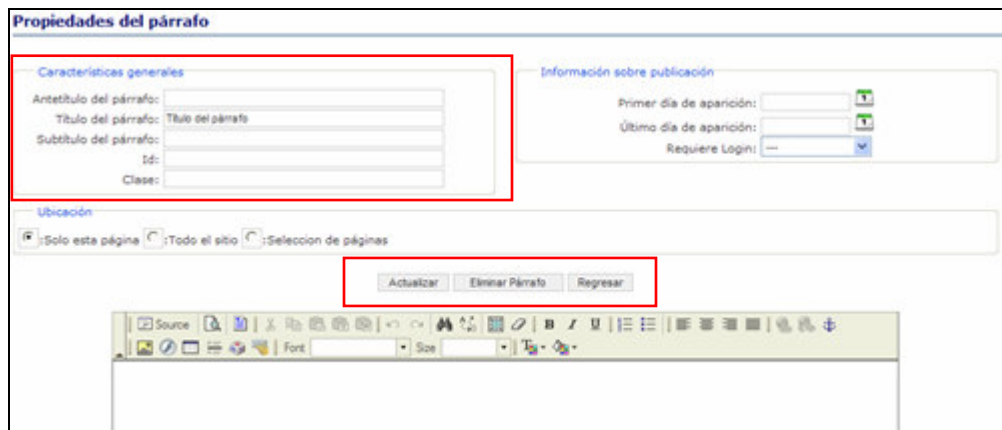 Propiedades del párrafo
Características generales
Antetítulo del párrafo:
Título del párrafo: Título del párrafo
Subtítulo del párrafo:
Id:
Clase:
Información sobre publicación
Primer día de aparición:
Último día de aparición:
Requiere Login: ---
Ubicación
:Solo esta página :Todo el sitio :Seleccion de páginas
Actualizar Eliminar Párrafo Regresar
Source B I U
Font Size